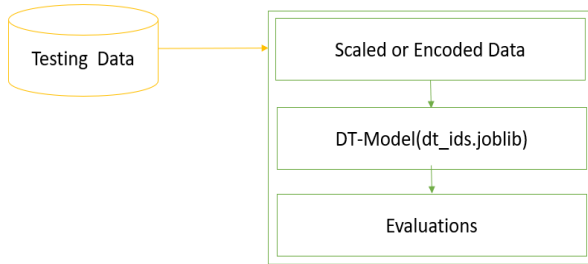 Testing Data
Scaled or Encoded Data
DT-Model(dt_ids.joblib)
Evaluations